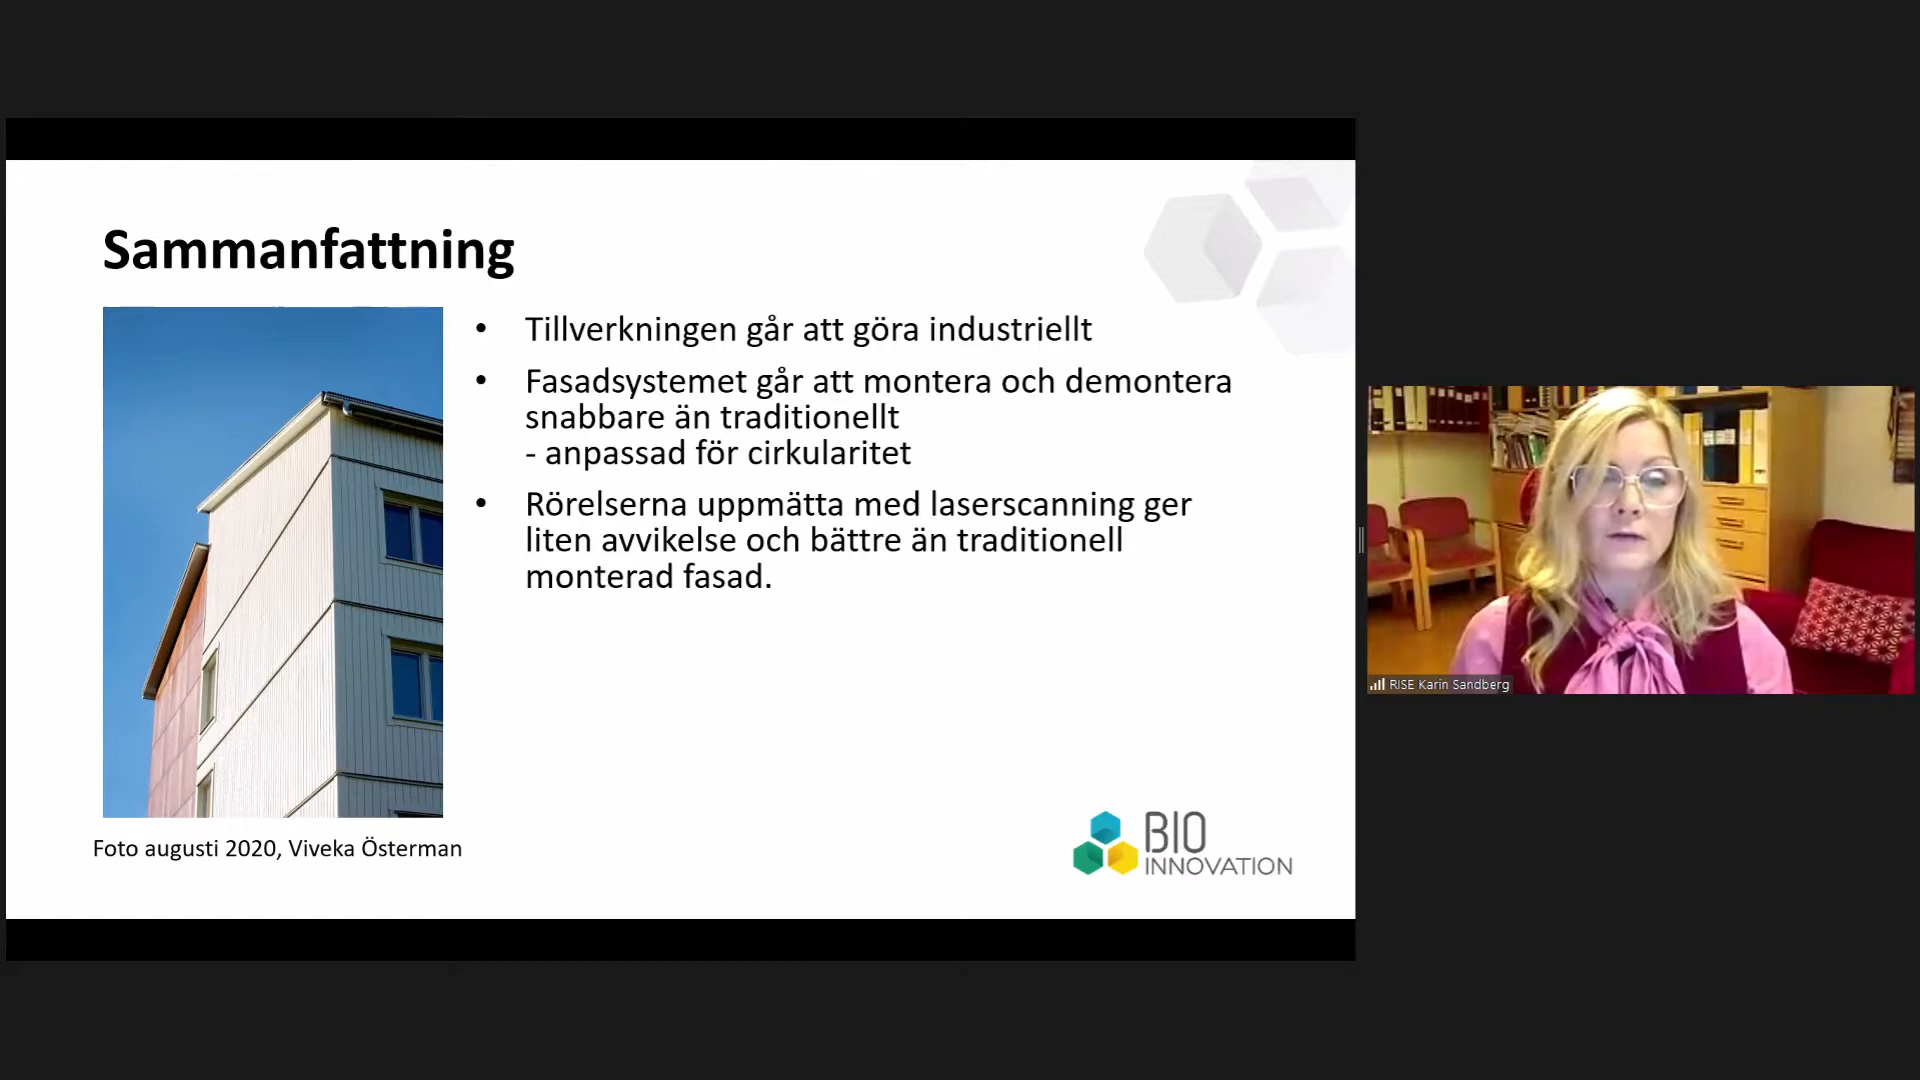 Sammanfattning
• Tillverkningen går att göra industriellt
• Fasadsystemet går att montera och demontera
snabbare än traditionellt
- anpassad för cirkularitet
• Rörelserna uppmätta med laserscanning ger
liten avvikelse och bättre än traditionell
monterad fasad.
Foto augusti 2020, Viveka Österman
BIO
INNOVATION
RISE Karin Sandberg